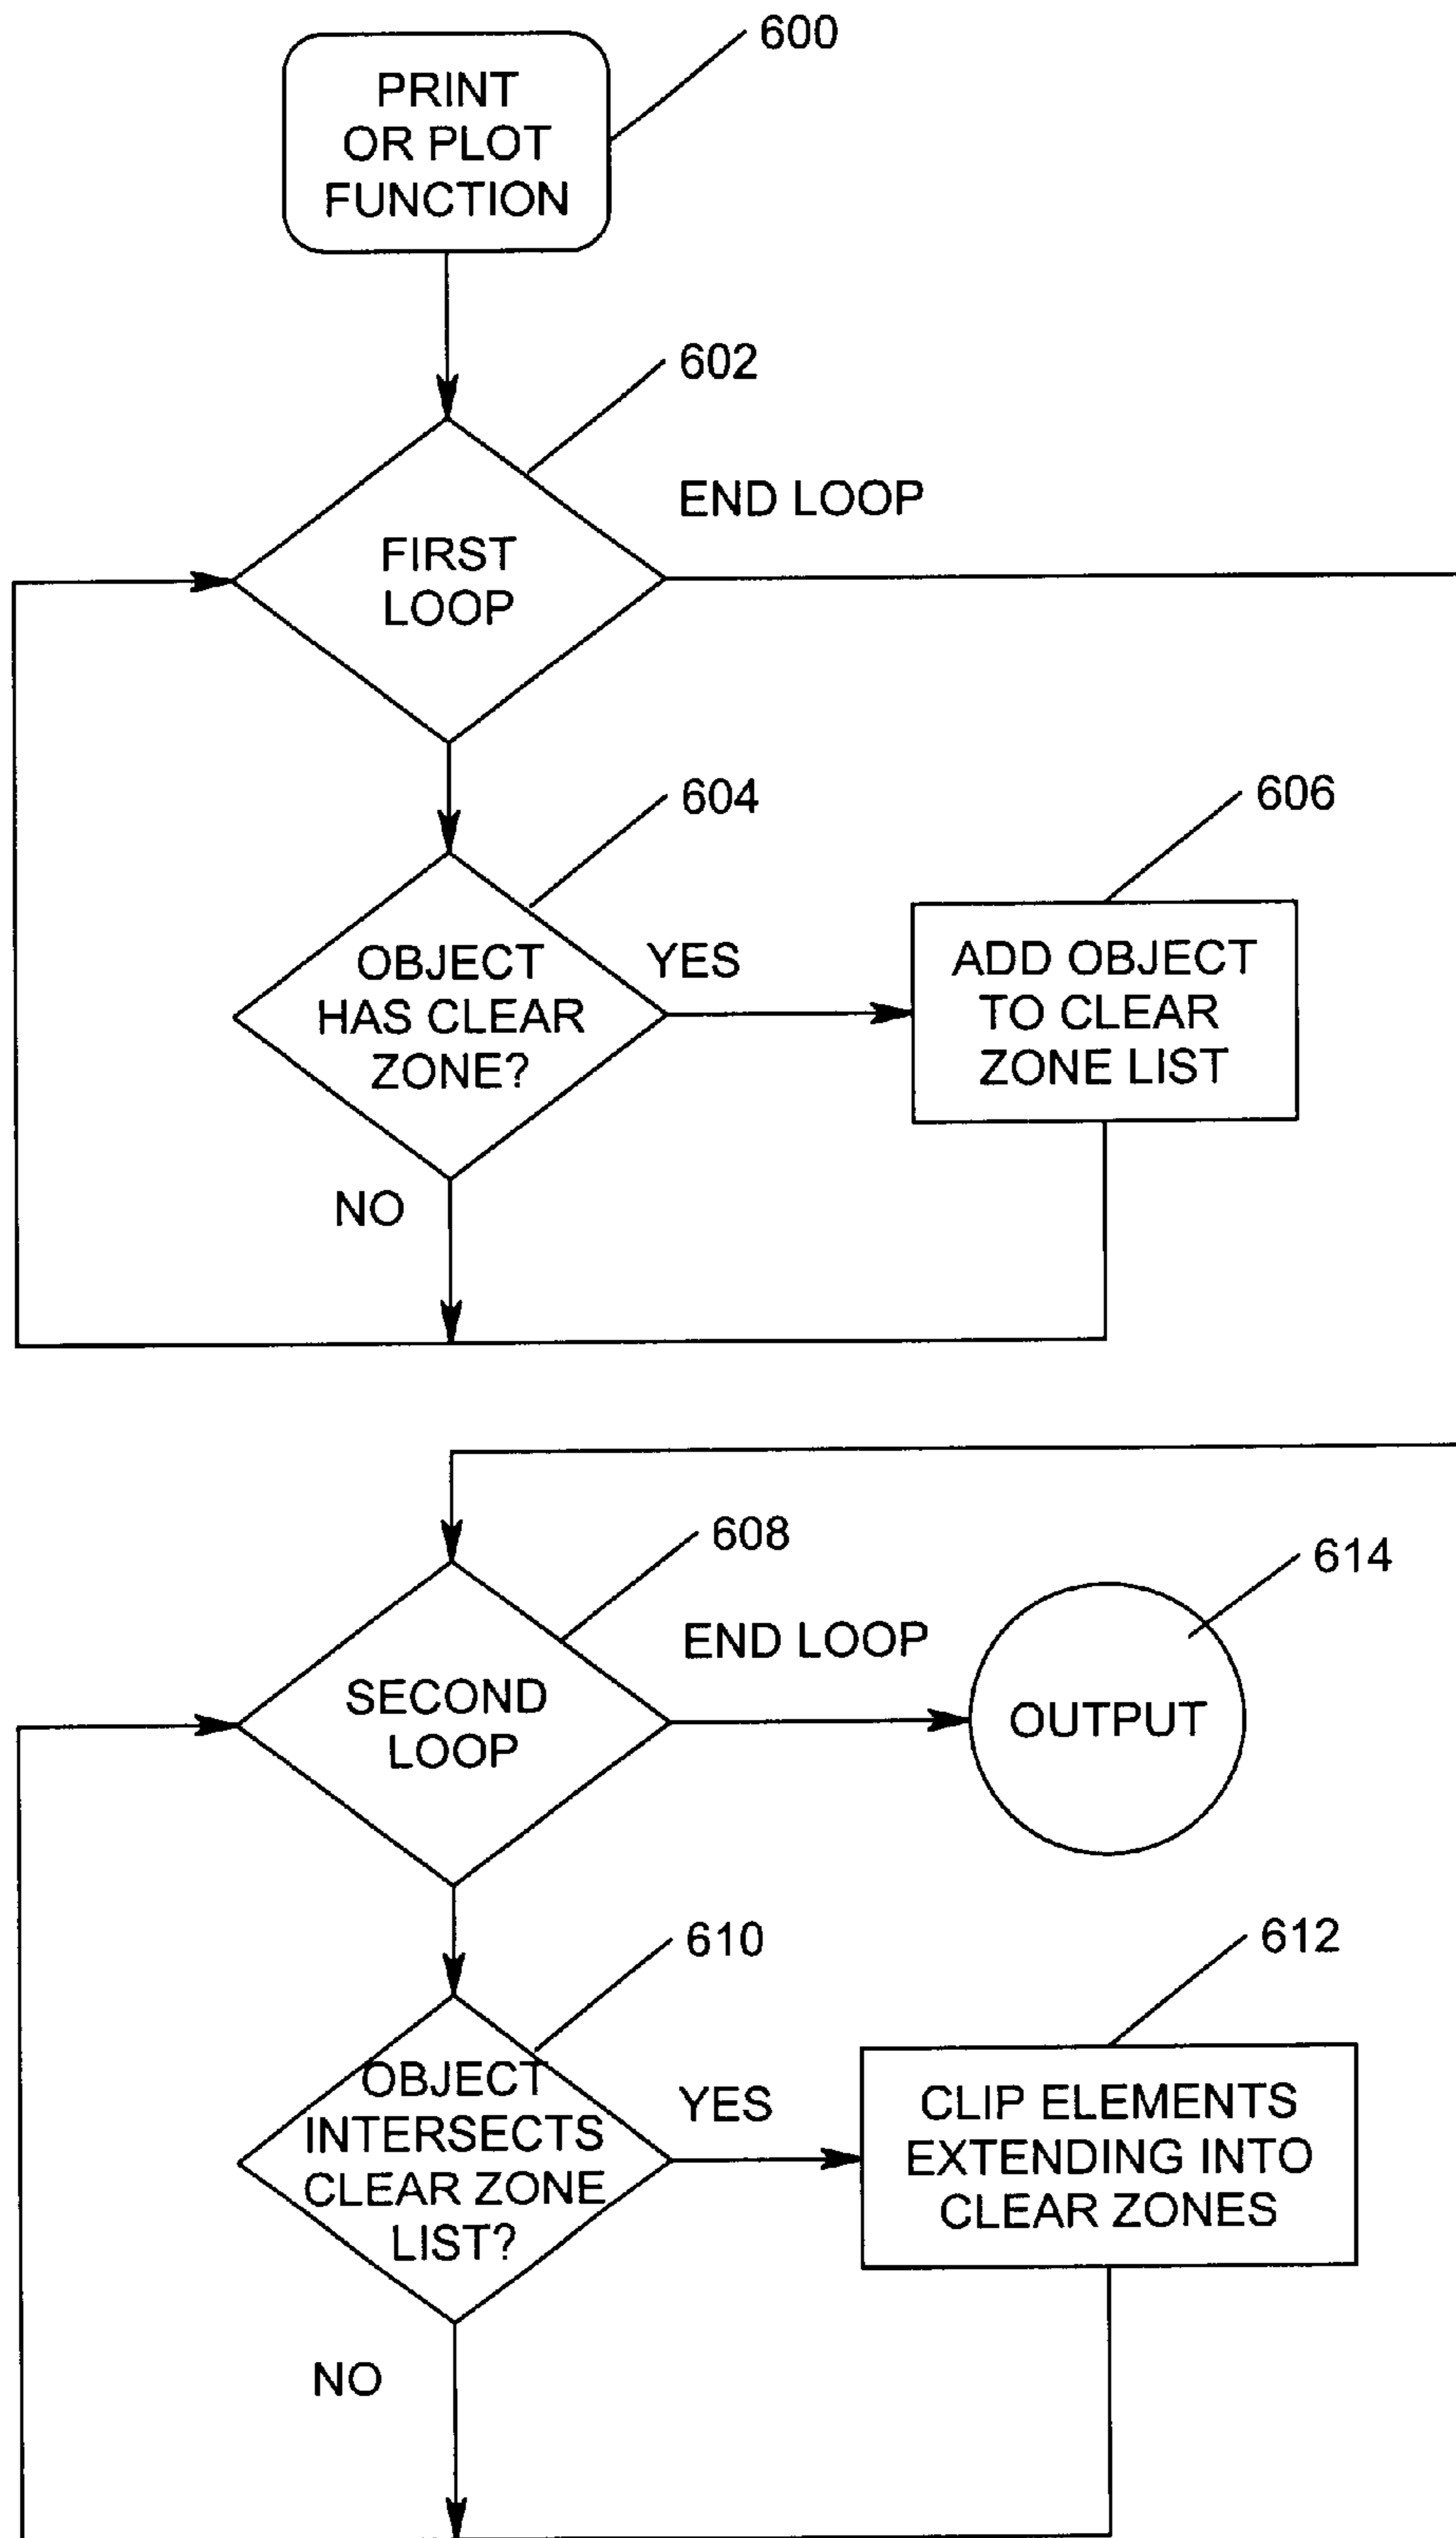 600
PRINT
OR PLOT
FUNCTION
602
END LOOP
FIRST
LOOP
604
606
OBJECT
HAS CLEAR
ZONE?
YES
ADD OBJECT
TO CLEAR
ZONE LIST
NO
608
614
END LOOP
SECOND
LOOP
OUTPUT
610
612
OBJECT
INTERSECTS
CLEAR ZONE
LIST?
YES
CLIP ELEMENTS
EXTENDING INTO
CLEAR ZONES
NO